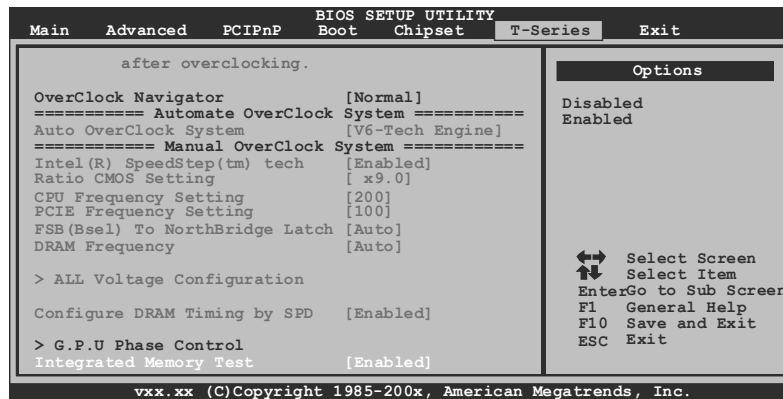 BIOS SETUP UTILITY
Main Advanced PCIPnP Boot Chipset T-Series Exit
after overclocking.
OverClock Navigator [Normal]
=========== Automate OverClock System ===========
Auto OverClock System [V6-Tech Engine]
============ Manual OverClock System ============
Intel(R) SpeedStep(tm) tech [Enabled]
Ratio CMOS Setting [ x9.0]
CPU Frequency Setting [200]
PCIE Frequency Setting [100]
FSB(Bsel) To NorthBridge Latch [Auto]
DRAM Frequency [Auto]
> ALL Voltage Configuration
Configure DRAM Timing by SPD [Enabled]
> G.P.U Phase Control
Integrated Memory Test [Enabled]
Options
Disabled
Enabled
Select Screen
Select Item
EnterGo to Sub Screen
F1 General Help
F10 Save and Exit
ESC Exit
vxx.xx (C)Copyright 1985-200x, American Megatrends, Inc.